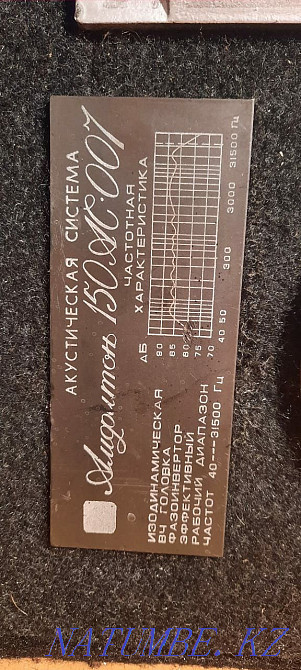 АКУСТИЧЕСКАЯ СИСТЕМА
Амфитон 150АС·007
ИЗОДИНАМИЧЕСКАЯ
ВЧ ГОЛОВКА
ФАЗОИНВЕРТОР
ЭФФЕКТИВНЫЙ
РАБОЧИЙ ДИАПАЗОН
ЧАСТОТ 40---31500 ГЦ
ЧАСТОТНАЯ
ХАРАКТЕРИСТИКА
ДБ
90
85
80
75
70
40 50 300 3000 31500 ГЦ
NATUMBE.KZ